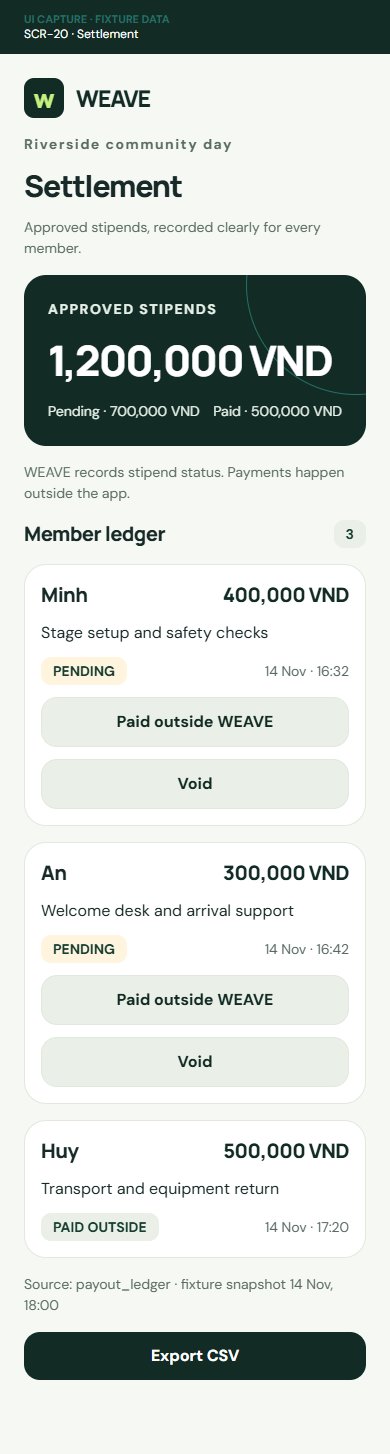 UI CAPTURE · FIXTURE DATA
SCR-20 · Settlement
w WEAVE
Riverside community day
Settlement
Approved stipends, recorded clearly for every
member.
APPROVED STIPENDS
1,200,000 VND
Pending · 700,000 VND Paid · 500,000 VND
WEAVE records stipend status. Payments happen
outside the app.
Member ledger 3
Minh 400,000 VND
Stage setup and safety checks
PENDING 14 Nov · 16:32
Paid outside WEAVE
Void
An 300,000 VND
Welcome desk and arrival support
PENDING 14 Nov · 16:42
Paid outside WEAVE
Void
Huy 500,000 VND
Transport and equipment return
PAID OUTSIDE 14 Nov · 17:20
Source: payout_ledger · fixture snapshot 14 Nov,
18:00
Export CSV